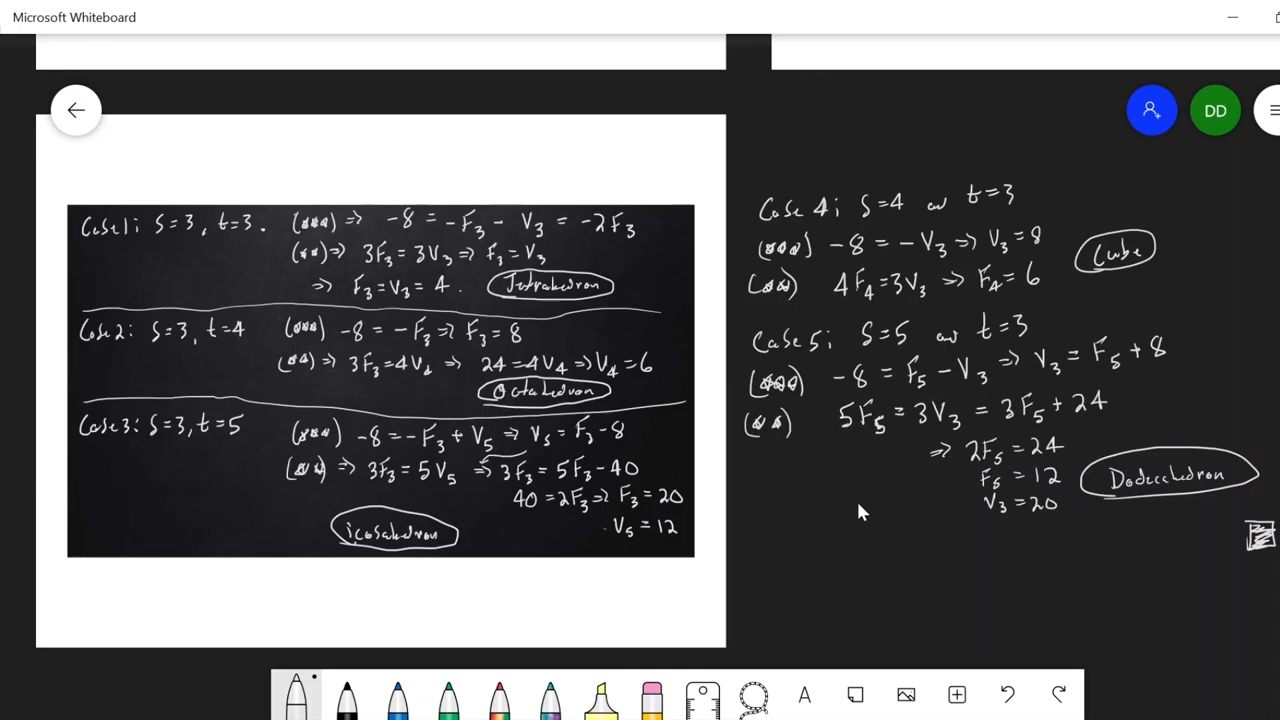 Microsoft Whiteboard
DD
Case 1: S=3, t=3. (***) => -8 = -F₃ - V₃ = -2F₃
(**) => 3F₃ = 3V₃ => F₃ = V₃
=> F₃ = V₃ = 4. Tetrahedron
Case 2: S=3, t=4 (***) -8 = -F₃ => F₃ = 8
(**) => 3F₃ = 4V₄ => 24 = 4V₄ => V₄ = 6
Octahedron
Case 3: S=3, t=5 (***) -8 = -F₃ + V₅ => V₅ = F₃ - 8
(**) => 3F₃ = 5V₅ => 3F₃ = 5F₃ - 40
40 = 2F₃ => F₃ = 20
V₅ = 12
icosahedron
Case 4: S=4 and t=3
(***) -8 = -V₃ => V₃ = 8 Cube
(**) 4F₄ = 3V₃ => F₄ = 6
Case 5: S=5 and t=3
(***) -8 = F₅ - V₃ => V₃ = F₅ + 8
(**) 5F₅ = 3V₃ = 3F₅ + 24
=> 2F₅ = 24
F₅ = 12 Dodecahedron
V₃ = 20
A